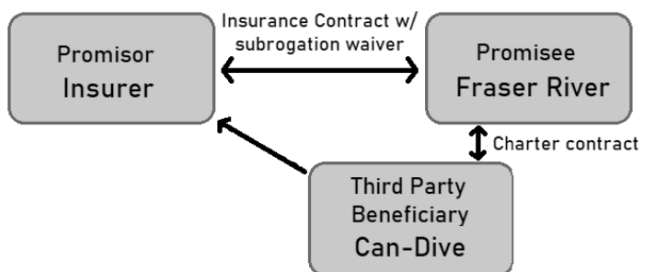 Insurance Contract w/
subrogation waiver
Promisor
Insurer
Promisee
Fraser River
Charter contract
Third Party
Beneficiary
Can-Dive